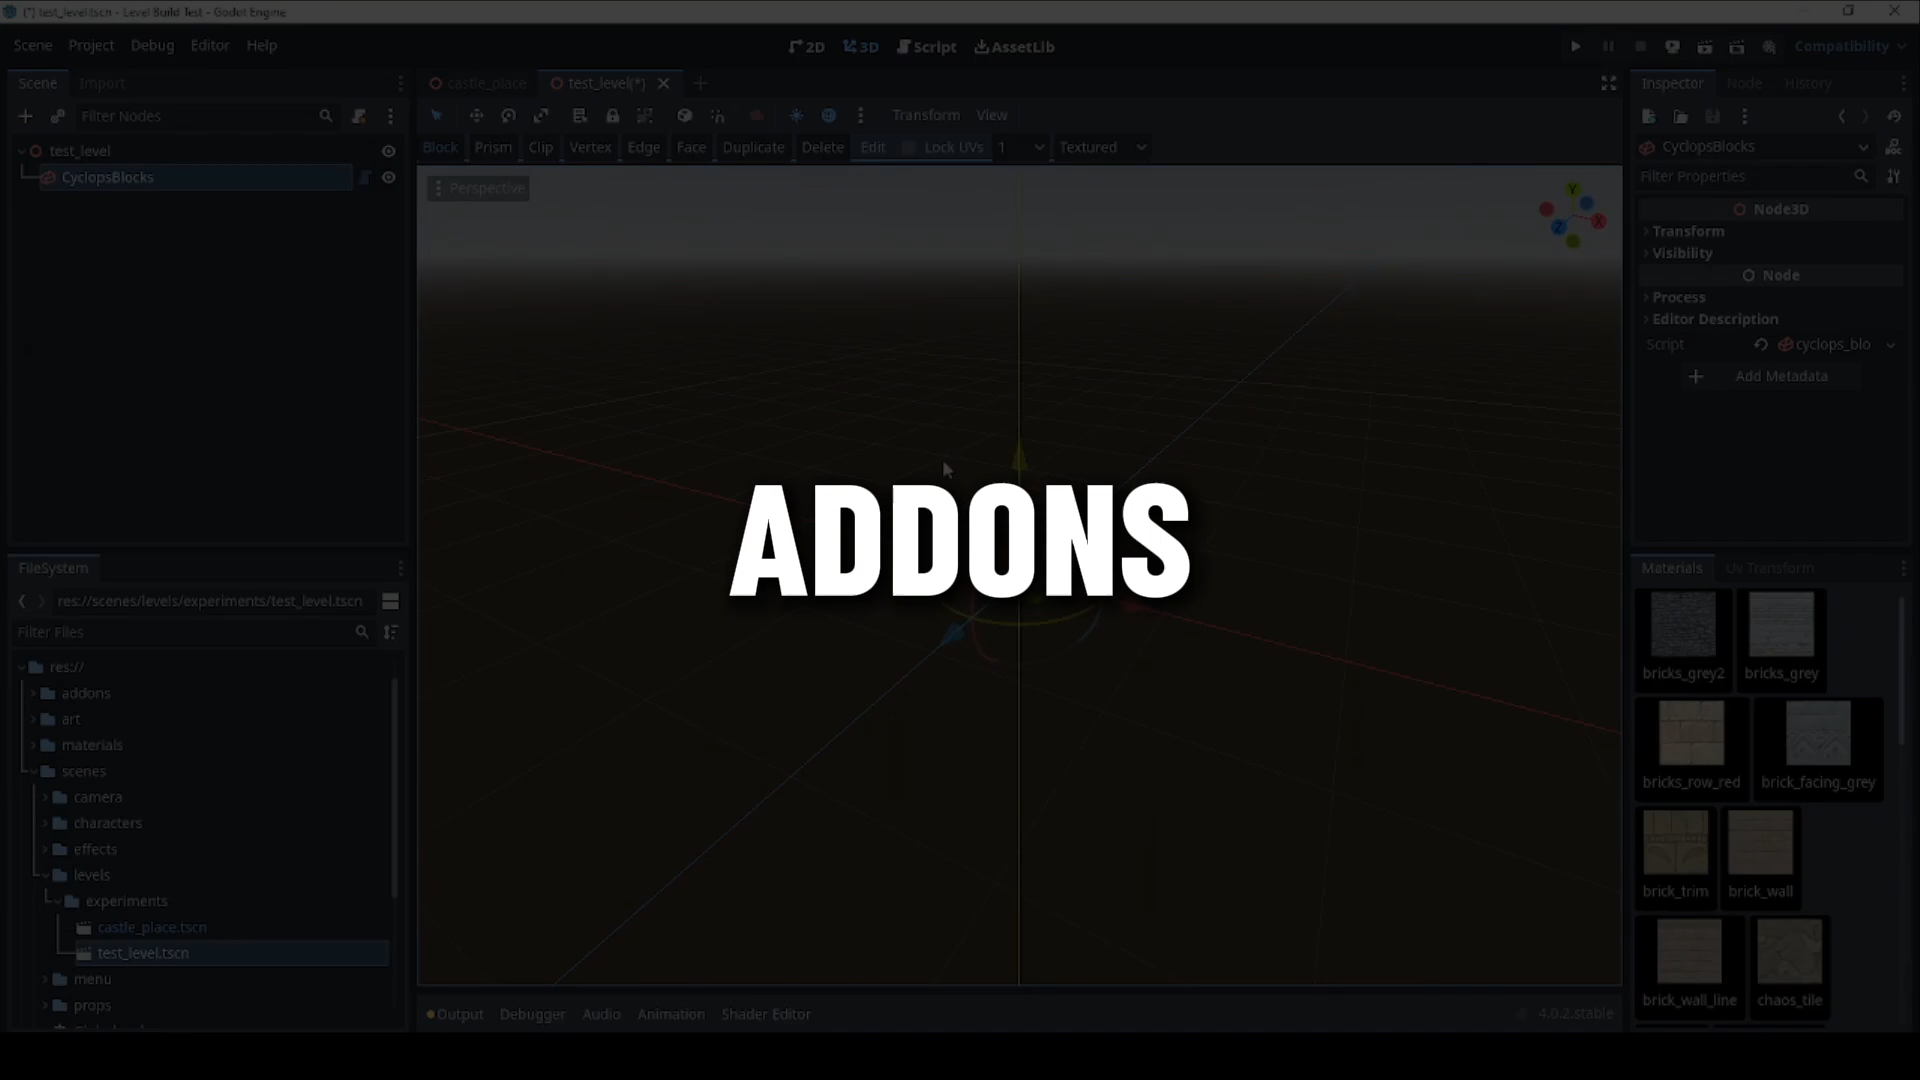 [*] test_level.tscn - Level Build Test - Godot Engine
Scene Project Debug Editor Help
2D 3D Script AssetLib
Compatibility
Scene Import
castle_place test_level(*)
Inspector Node History
Filter Nodes
Transform View
test_level
CyclopsBlocks
Block Prism Clip Vertex Edge Face Duplicate Delete Edit Lock UVs 1 Textured
Perspective
Y
X
Z
CyclopsBlocks
Filter Properties
Node3D
Transform
Visibility
Node
Process
Editor Description
Script cyclops_blo
Add Metadata
ADDONS
FileSystem
res://scenes/levels/experiments/test_level.tscn
Filter Files
res://
addons
art
materials
scenes
camera
characters
effects
levels
experiments
castle_place.tscn
test_level.tscn
menu
props
Materials Uv Transform
bricks_grey2 bricks_grey
bricks_row_red brick_facing_grey
brick_trim brick_wall
brick_wall_line chaos_tile
Output Debugger Audio Animation Shader Editor
4.0.2.stable